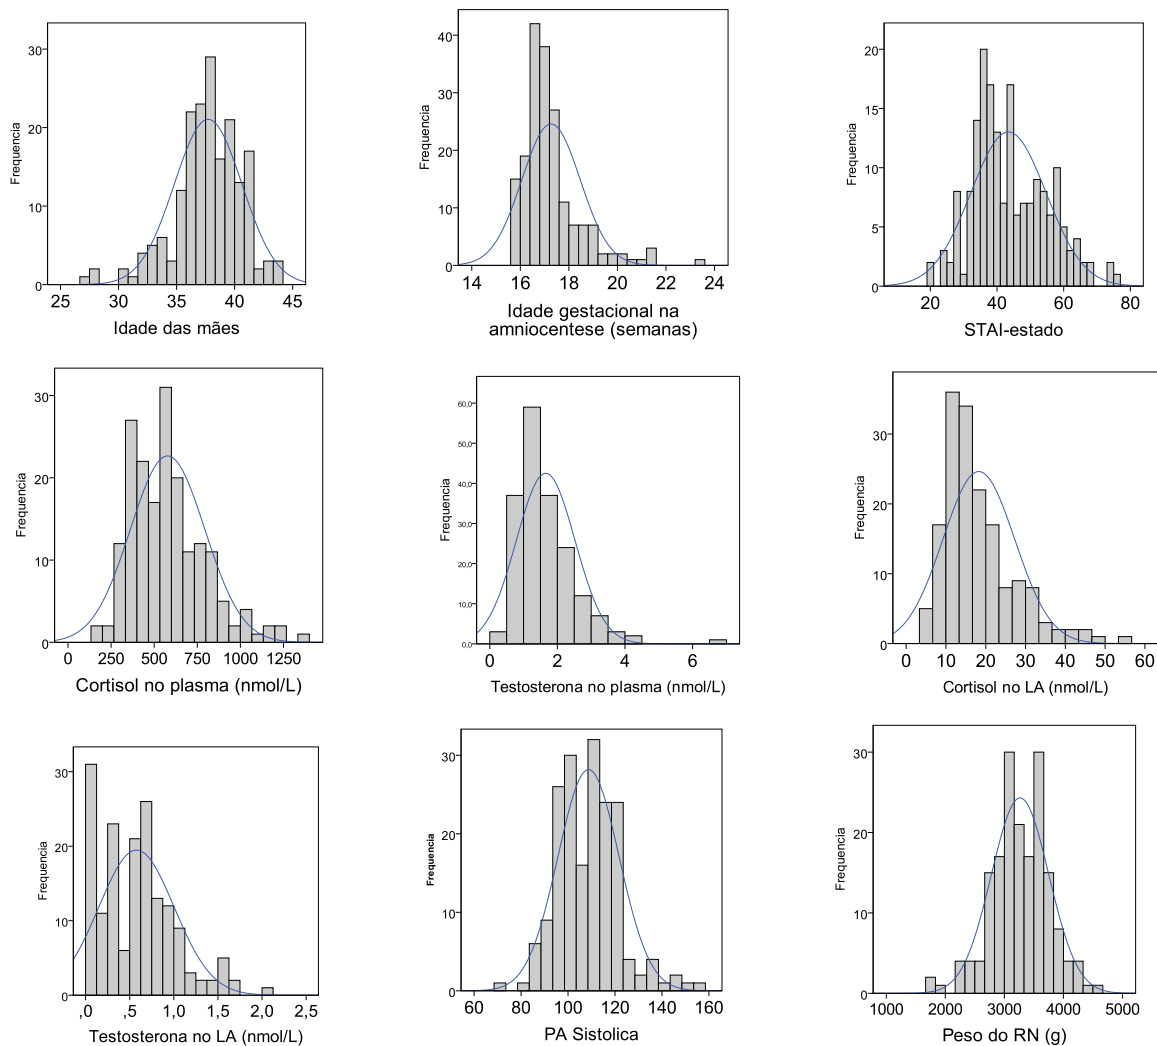 Frequencia
30
20
10
0
25 30 35 40 45
Idade das mães
Frequencia
40
30
20
10
0
14 16 18 20 22 24
Idade gestacional na
amniocentese (semanas)
Frequencia
20
15
10
5
0
20 40 60 80
STAI-estado
Frequencia
30
20
10
0
0 250 500 750 1000 1250
Cortisol no plasma (nmol/L)
Frequencia
60,0
50,0
40,0
30,0
20,0
10,0
0,0
0 2 4 6
Testosterona no plasma (nmol/L)
Frequencia
30
20
10
0
0 10 20 30 40 50 60
Cortisol no LA (nmol/L)
Frequencia
30
20
10
0
,0 ,5 1,0 1,5 2,0 2,5
Testosterona no LA (nmol/L)
Frequencia
30
20
10
0
60 80 100 120 140 160
PA Sistolica
Frequencia
30
20
10
0
1000 2000 3000 4000 5000
Peso do RN (g)